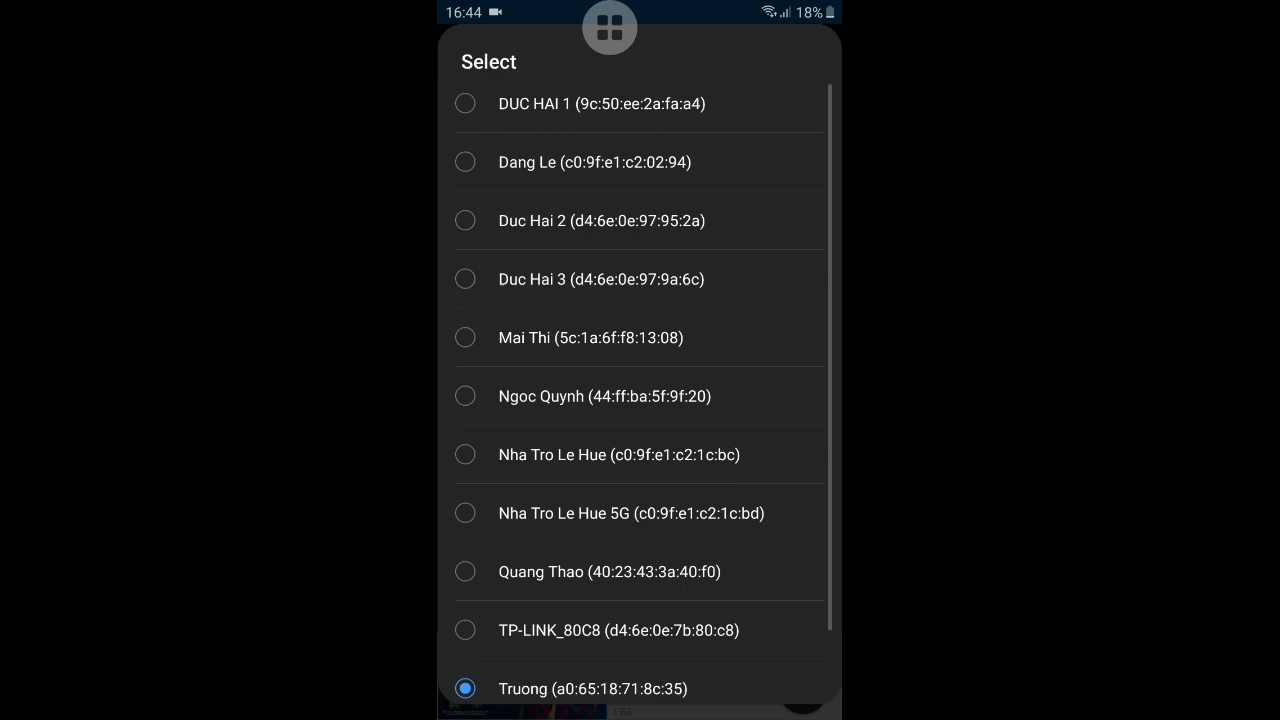 16:44
18%
Select
DUC HAI 1 (9c:50:ee:2a:fa:a4)
Dang Le (c0:9f:e1:c2:02:94)
Duc Hai 2 (d4:6e:0e:97:95:2a)
Duc Hai 3 (d4:6e:0e:97:9a:6c)
Mai Thi (5c:1a:6f:f8:13:08)
Ngoc Quynh (44:ff:ba:5f:9f:20)
Nha Tro Le Hue (c0:9f:e1:c2:1c:bc)
Nha Tro Le Hue 5G (c0:9f:e1:c2:1c:bd)
Quang Thao (40:23:43:3a:40:f0)
TP-LINK_80C8 (d4:6e:0e:7b:80:c8)
Truong (a0:65:18:71:8c:35)
FBS